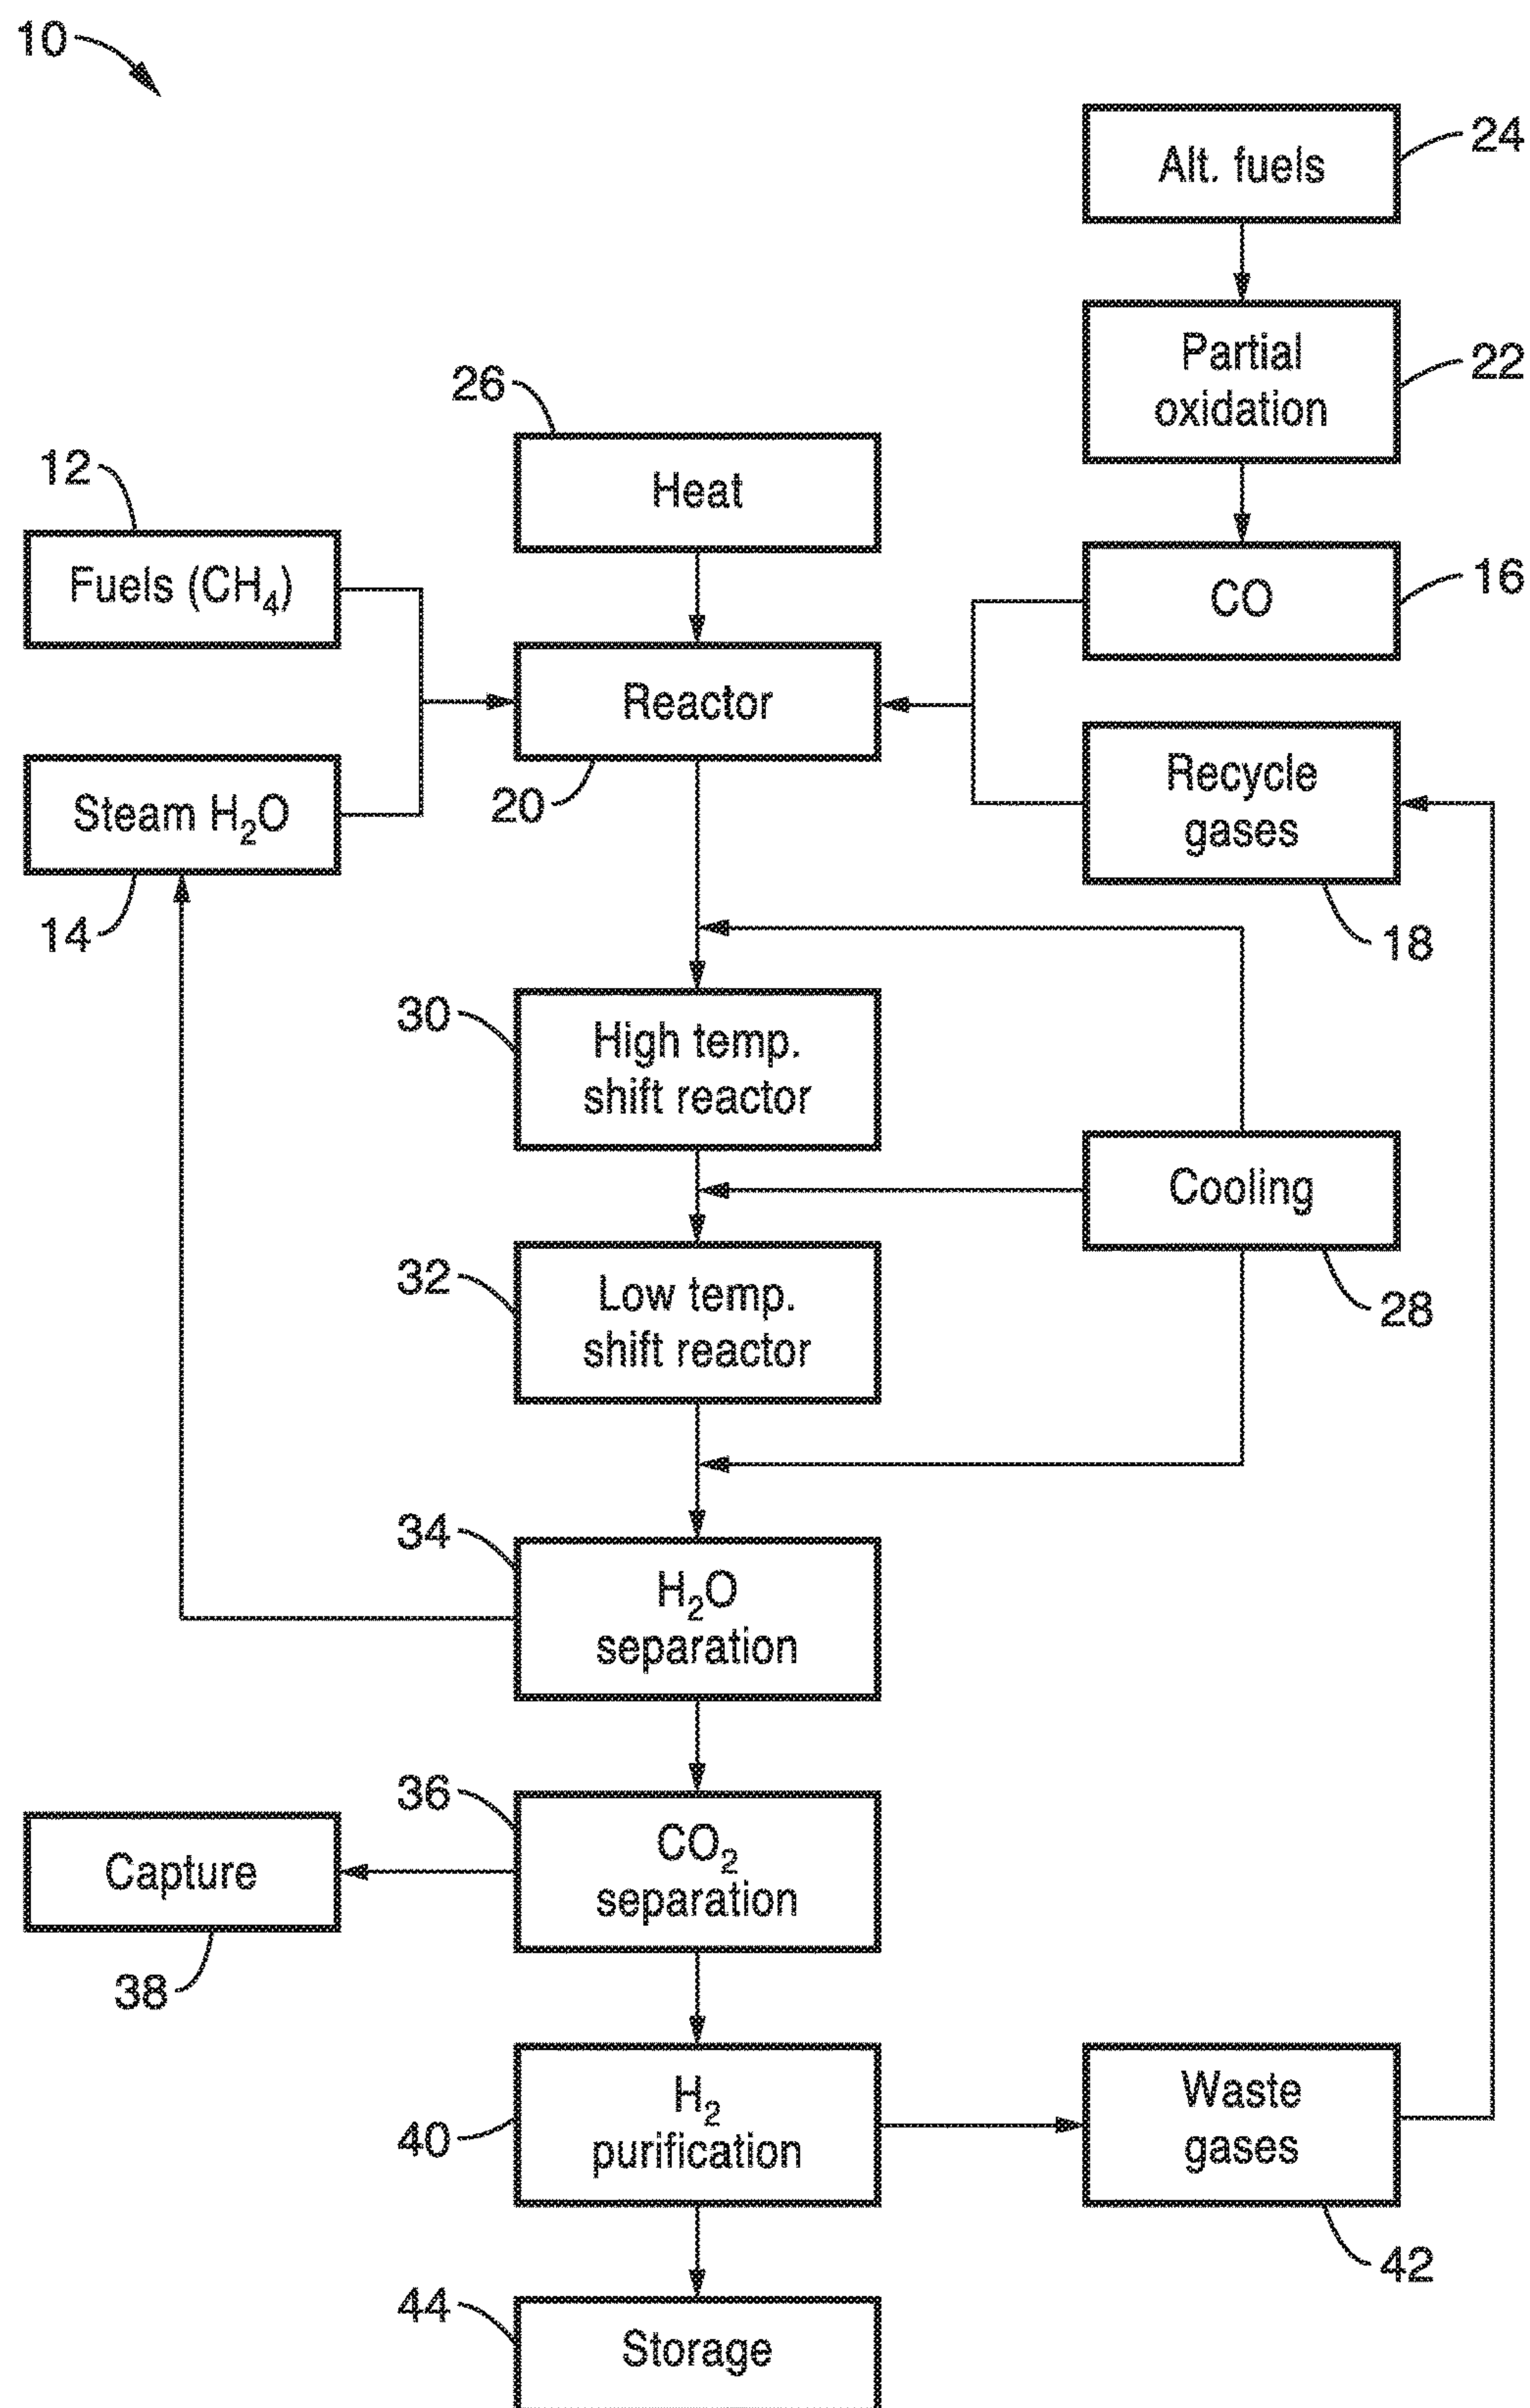 10
24
Alt. fuels
Partial
oxidation
22
26
Heat
12
Fuels (CH₄)
CO
16
Reactor
20
Steam H₂O
14
Recycle
gases
18
30
High temp.
shift reactor
Cooling
28
32
Low temp.
shift reactor
34
H₂O
separation
36
CO₂
separation
Capture
38
40
H₂
purification
Waste
gases
42
44
Storage